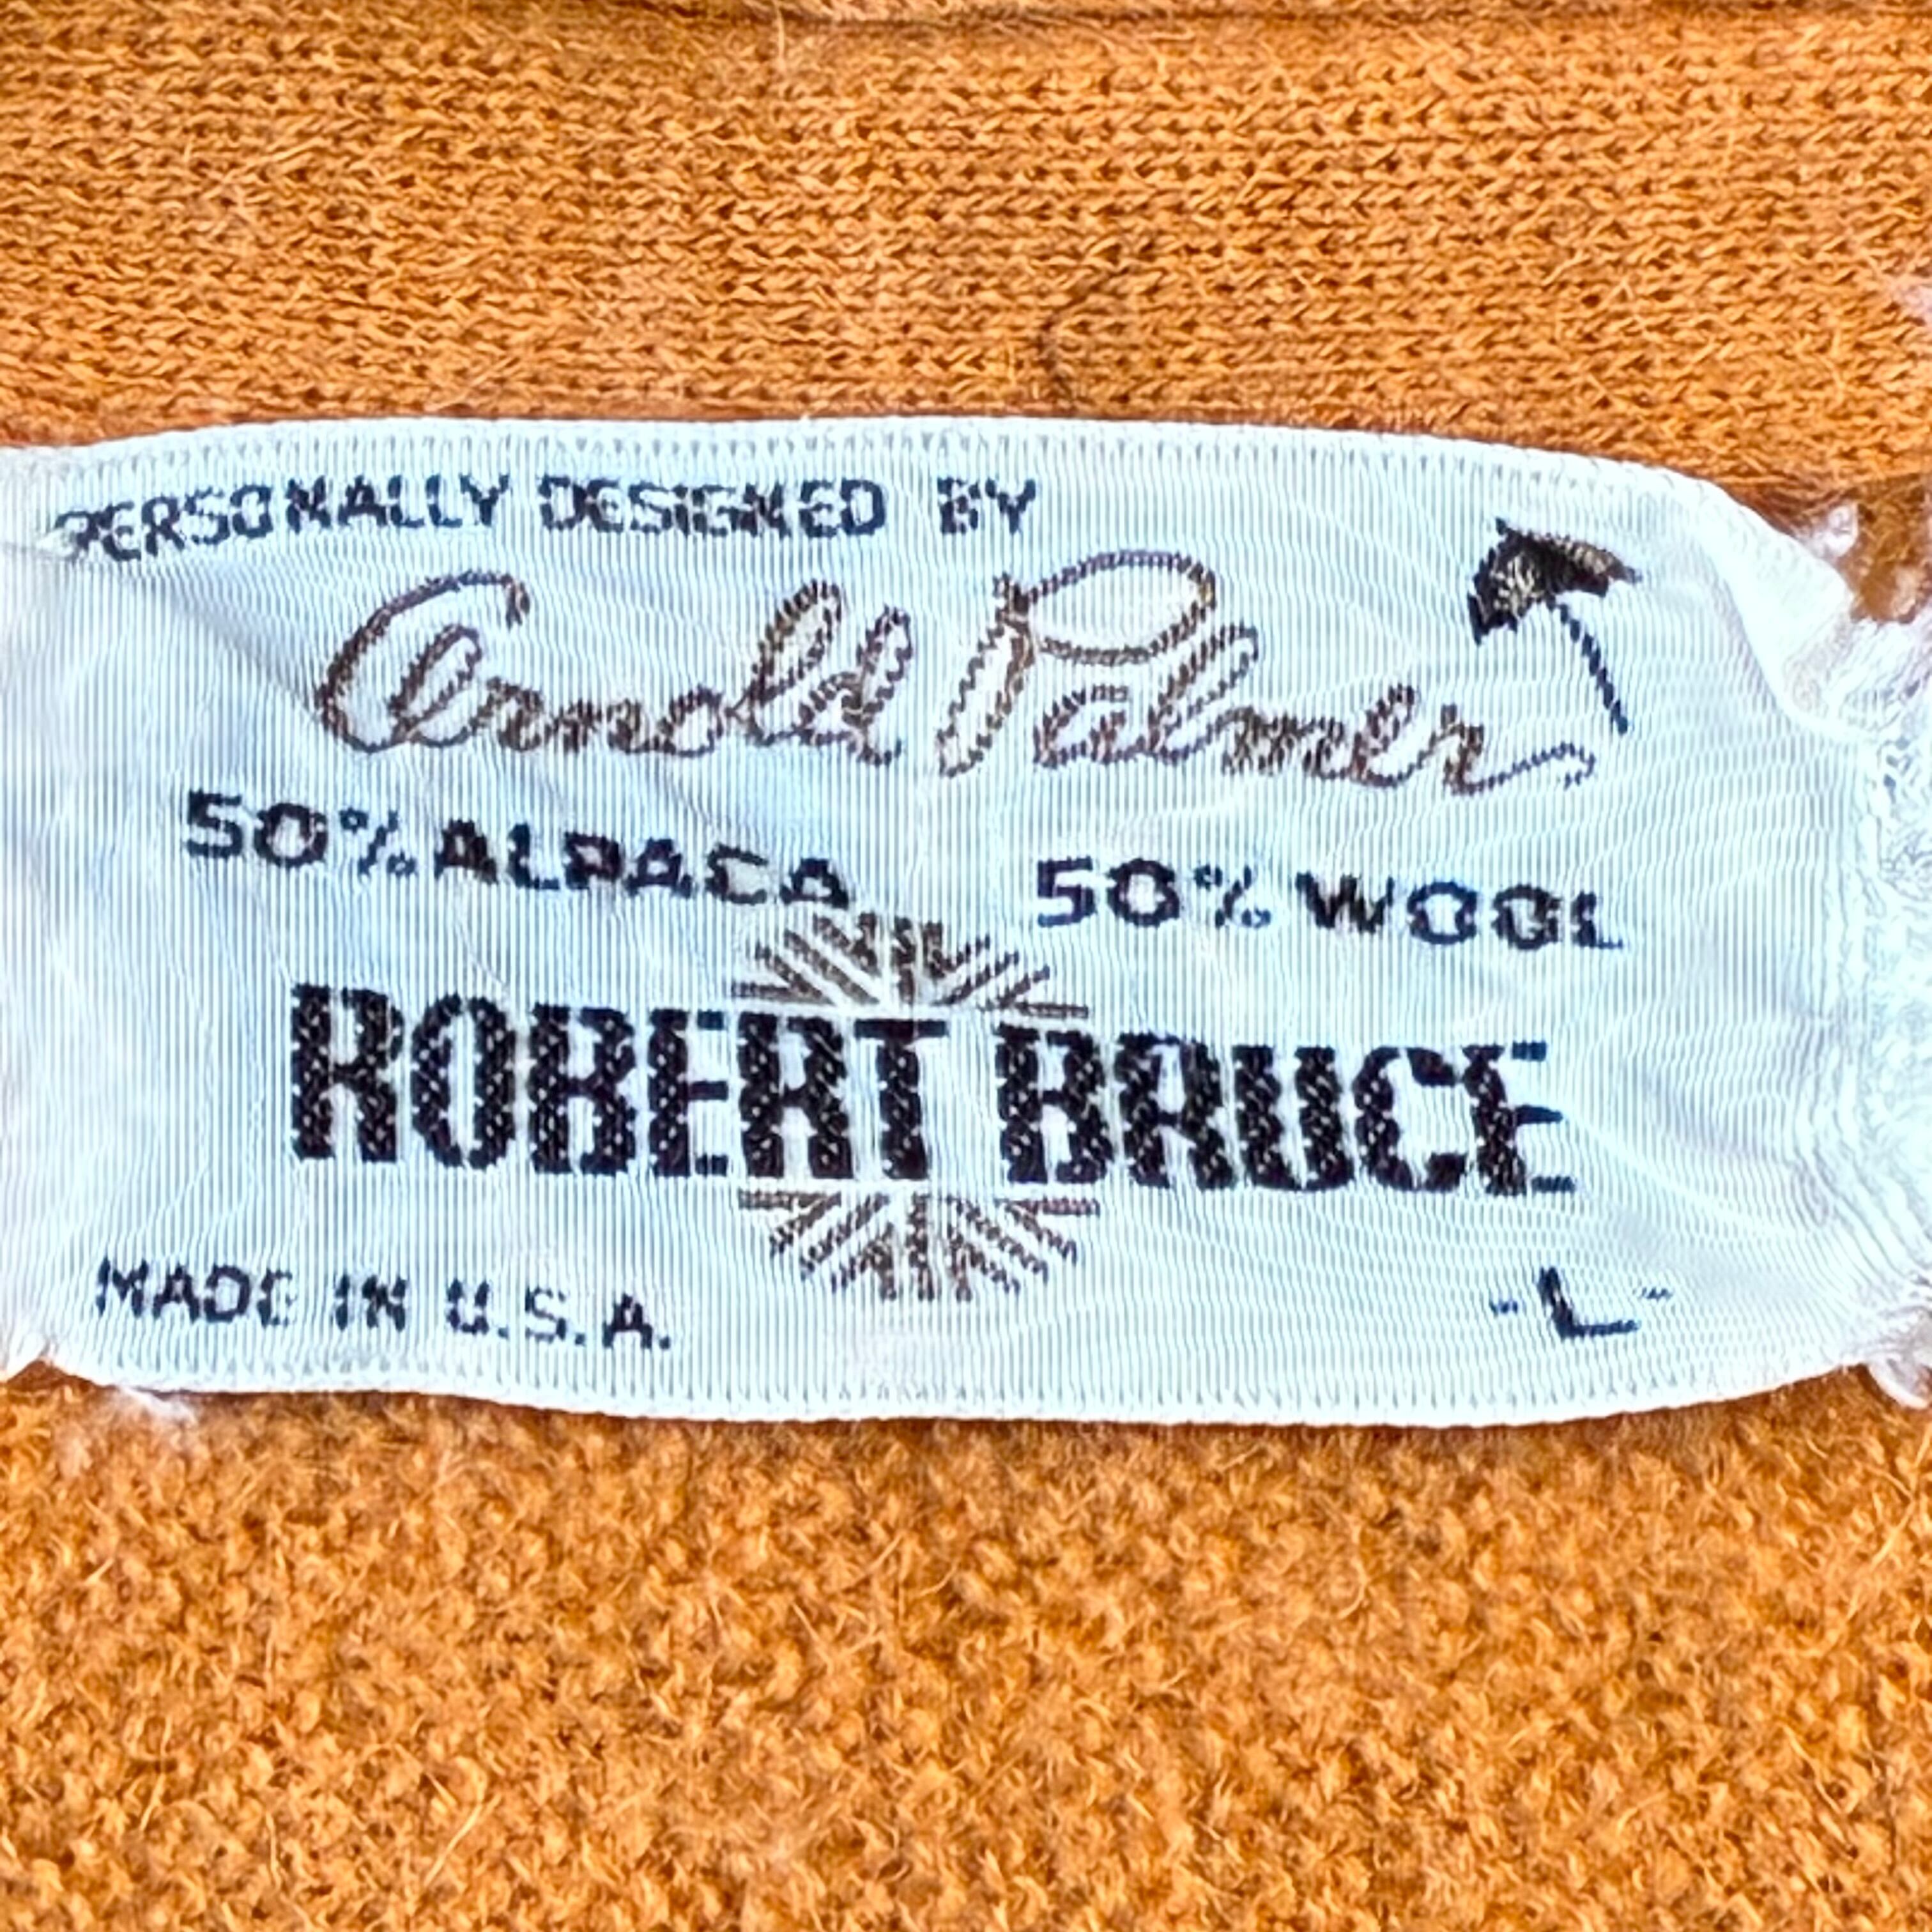 PERSONALLY DESIGNED BY
Arnold Palmer
50% ALPACA 50% WOOL
ROBERT BRUCE
MADE IN U.S.A. -L-